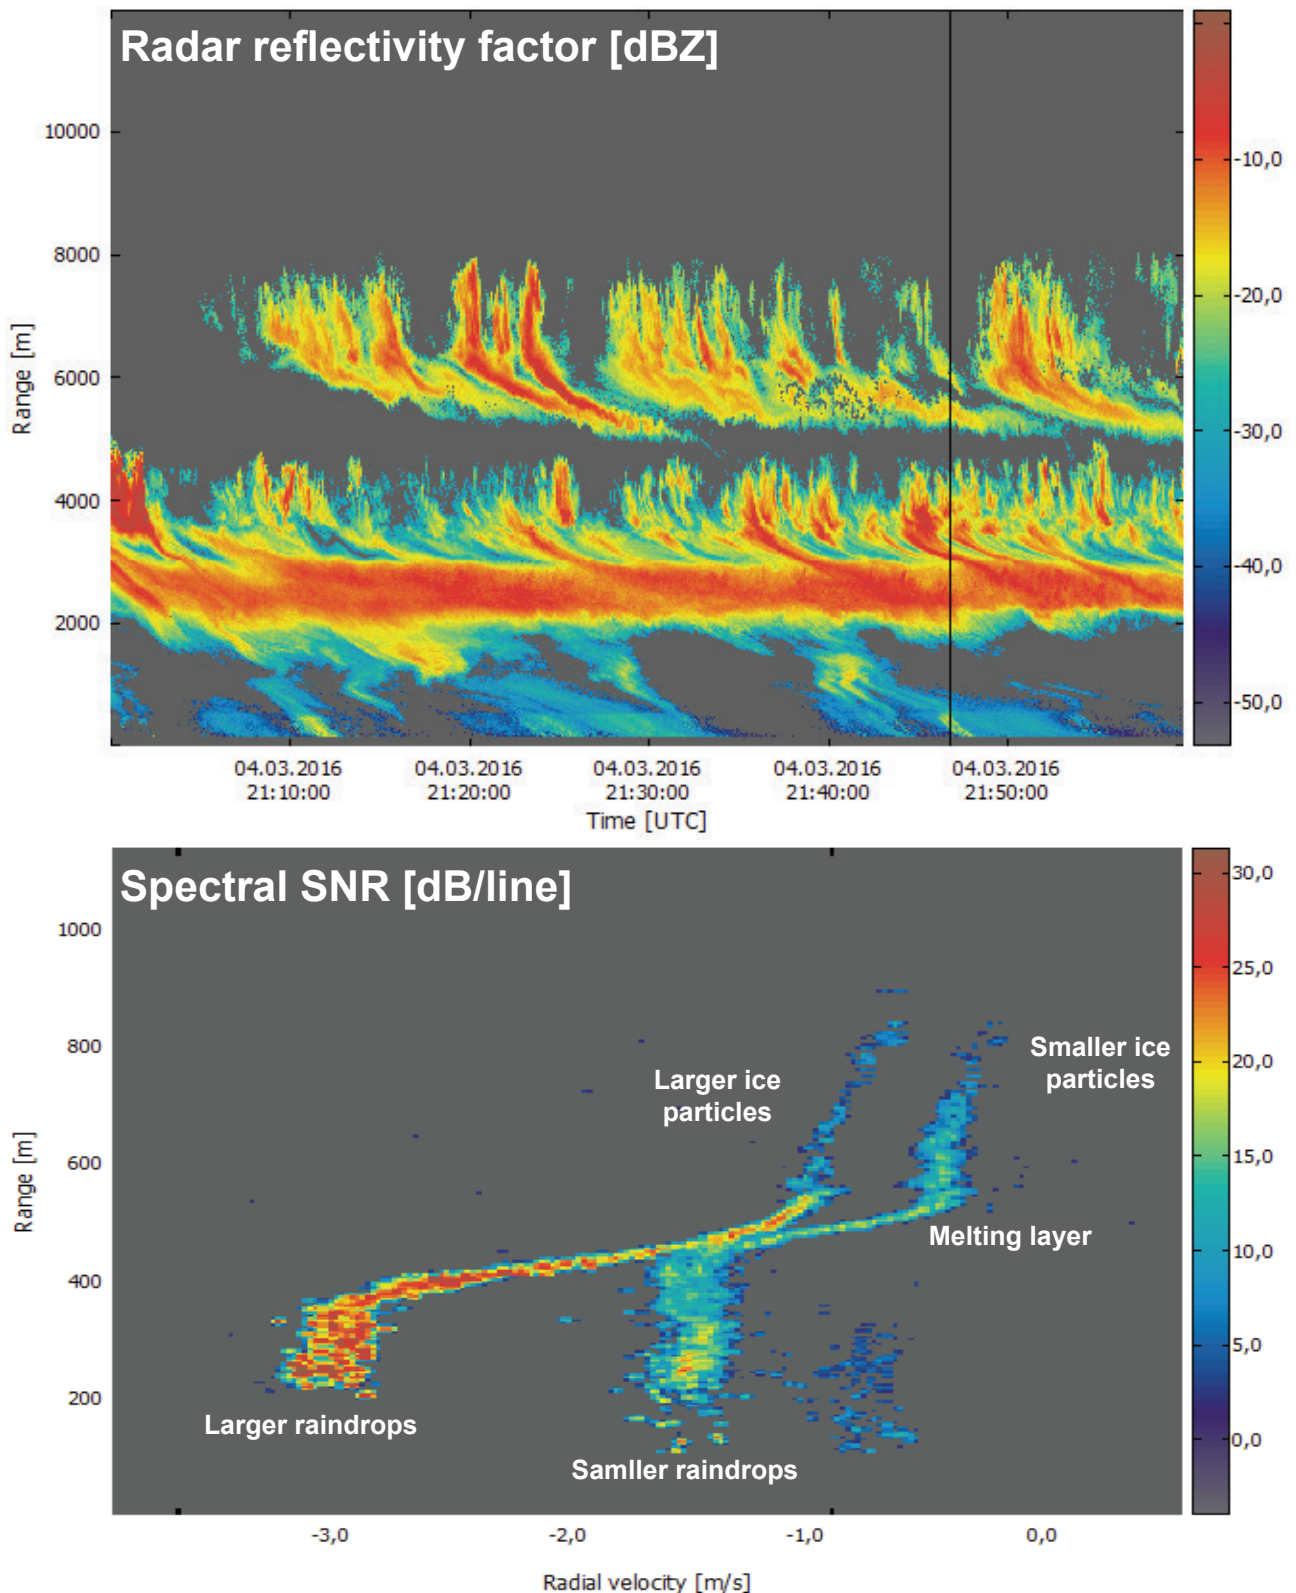 Radar reflectivity factor [dBZ]
10000
8000
6000
4000
2000
Range [m]
-10,0
-20,0
-30,0
-40,0
-50,0
04.03.2016 04.03.2016 04.03.2016 04.03.2016 04.03.2016
21:10:00 21:20:00 21:30:00 21:40:00 21:50:00
Time [UTC]
Spectral SNR [dB/line]
1000
800
600
400
200
Range [m]
30,0
25,0
20,0
15,0
10,0
5,0
0,0
Larger ice
particles
Smaller ice
particles
Melting layer
Larger raindrops
Samller raindrops
-3,0 -2,0 -1,0 0,0
Radial velocity [m/s]